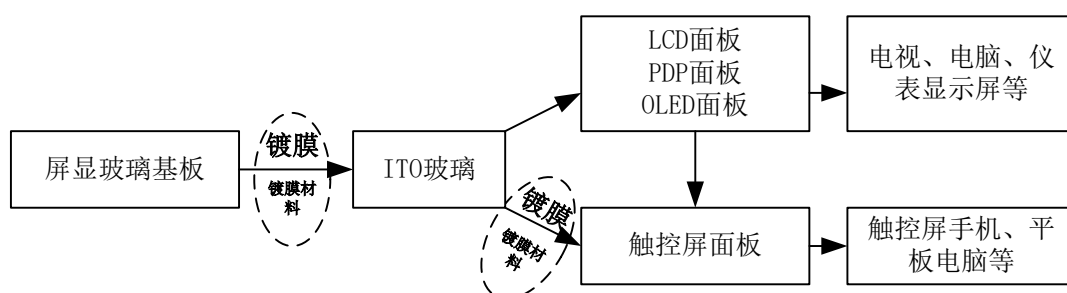 LCD面板
PDP面板
OLED面板
电视、电脑、仪
表显示屏等
屏显玻璃基板
镀膜
镀膜材
料
ITO玻璃
镀膜
镀膜材
料
触控屏面板
触控屏手机、平
板电脑等